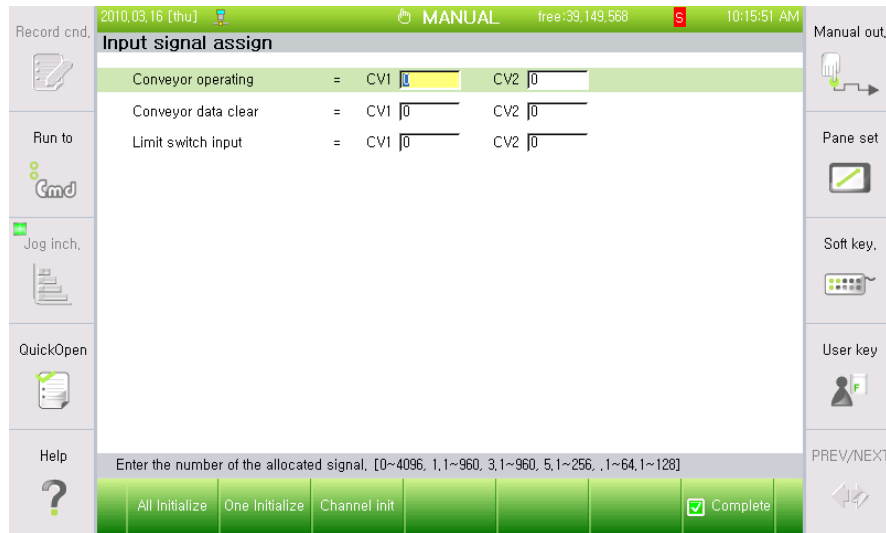 2010,03,16 [thu] MANUAL free:39,149,568 S 10:15:51 AM
Input signal assign
Record cnd,
Run to
Cmd
Jog inch,
QuickOpen
Help
?
Conveyor operating = CV1 0 CV2 0
Conveyor data clear = CV1 0 CV2 0
Limit switch input = CV1 0 CV2 0
Enter the number of the allocated signal, [0~4096, 1,1~960, 3,1~960, 5,1~256, ,1~64,1~128]
All Initialize One Initialize Channel init Complete
Manual out,
Pane set
Soft key,
User key
F
PREV/NEXT